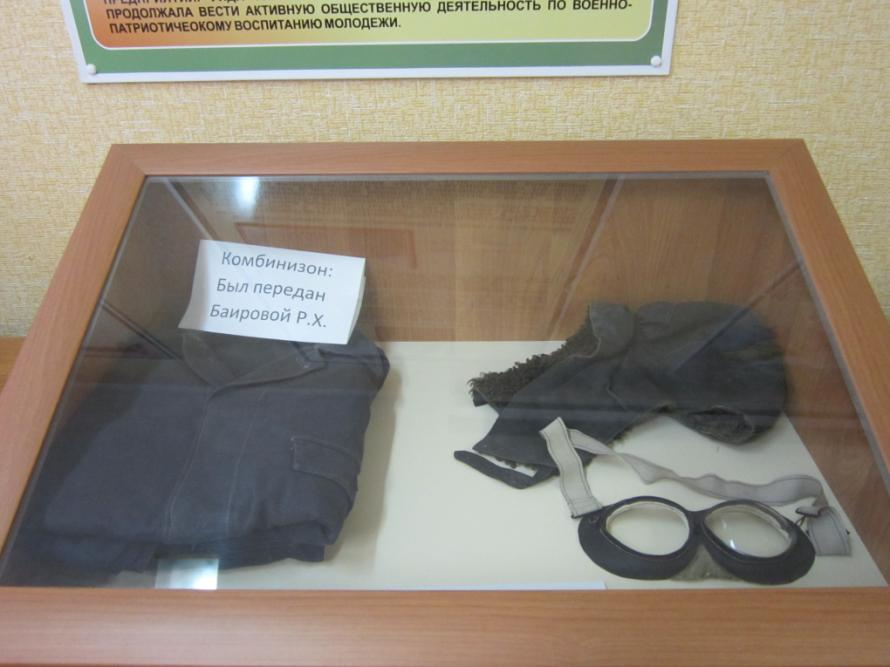 ПРОДОЛЖАЛА ВЕСТИ АКТИВНУЮ ОБЩЕСТВЕННУЮ ДЕЯТЕЛЬНОСТЬ ПО ВОЕННО-
ПАТРИОТИЧЕОКОМУ ВОСПИТАНИЮ МОЛОДЕЖИ.
Комбинизон:
Был передан
Баировой Р.Х.